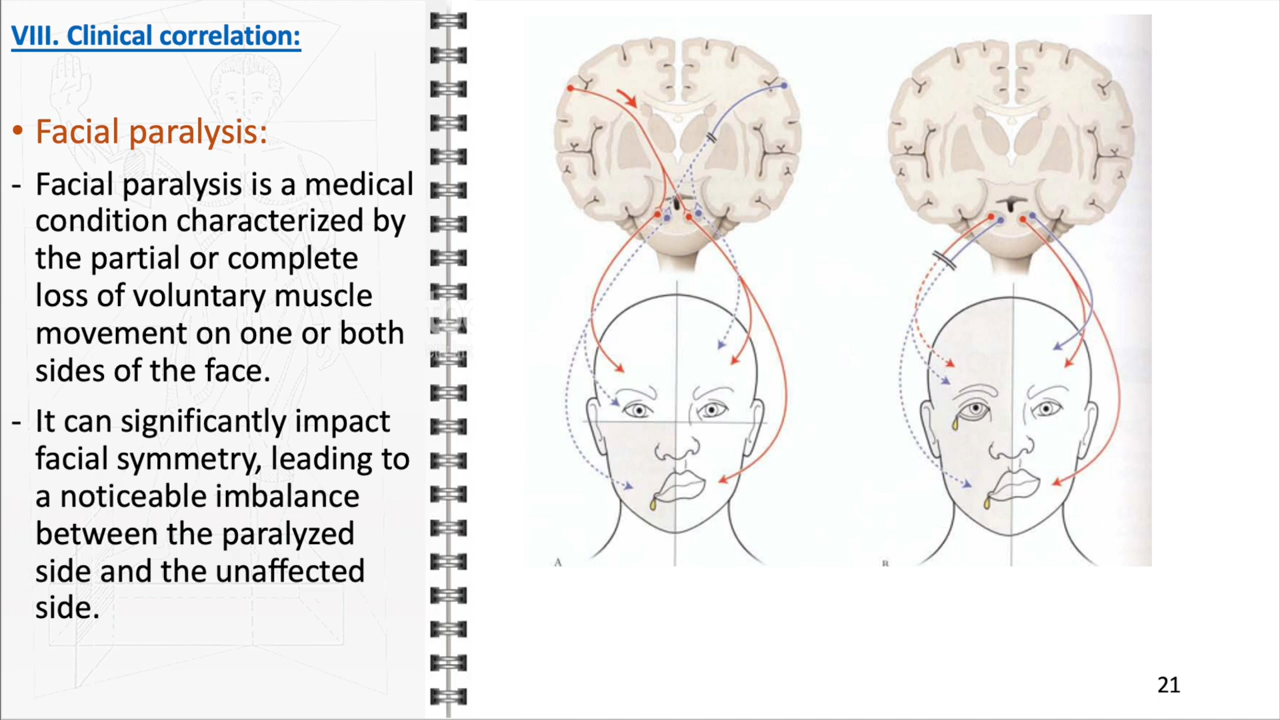 VIII. Clinical correlation:
• Facial paralysis:
- Facial paralysis is a medical
condition characterized by
the partial or complete
loss of voluntary muscle
movement on one or both
sides of the face.
- It can significantly impact
facial symmetry, leading to
a noticeable imbalance
between the paralyzed
side and the unaffected
side.
A
B
21